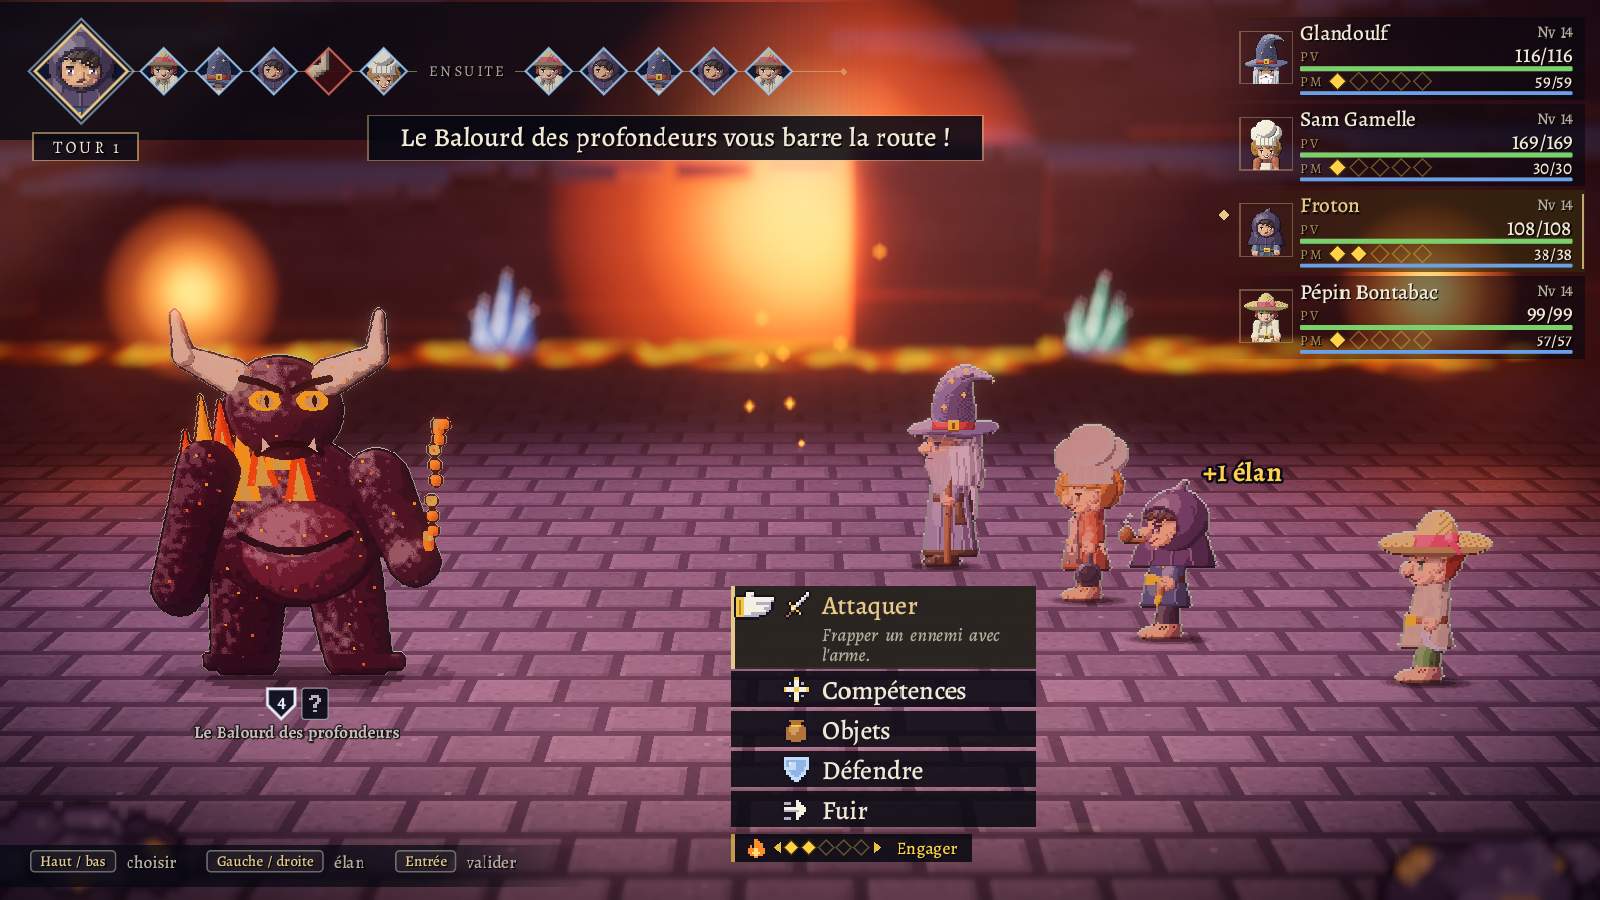 ENSUITE
TOUR 1
Le Balourd des profondeurs vous barre la route !
Glandoulf
Nv 14
PV
116/116
PM
59/59
Sam Gamelle
Nv 14
PV
169/169
PM
30/30
Froton
Nv 14
PV
108/108
PM
38/38
Pépin Bontabac
Nv 14
PV
99/99
PM
57/57
+1 élan
Attaquer
Frapper un ennemi avec
l'arme.
Compétences
Objets
Défendre
Fuir
Engager
4
?
Le Balourd des profondeurs
Haut / bas choisir Gauche / droite élan Entrée valider